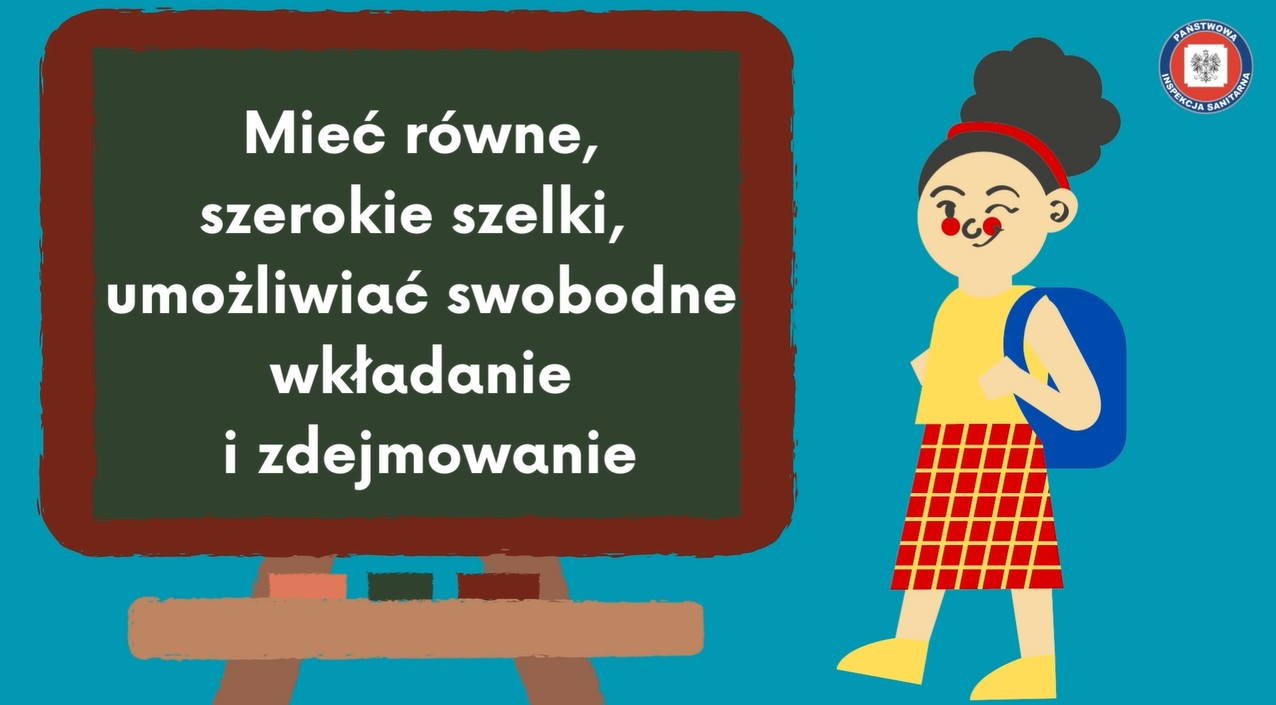 Mieć równe,
szerokie szelki,
umożliwiać swobodne
wkładanie
i zdejmowanie
PAŃSTWOWA
INSPEKCJA SANITARNA